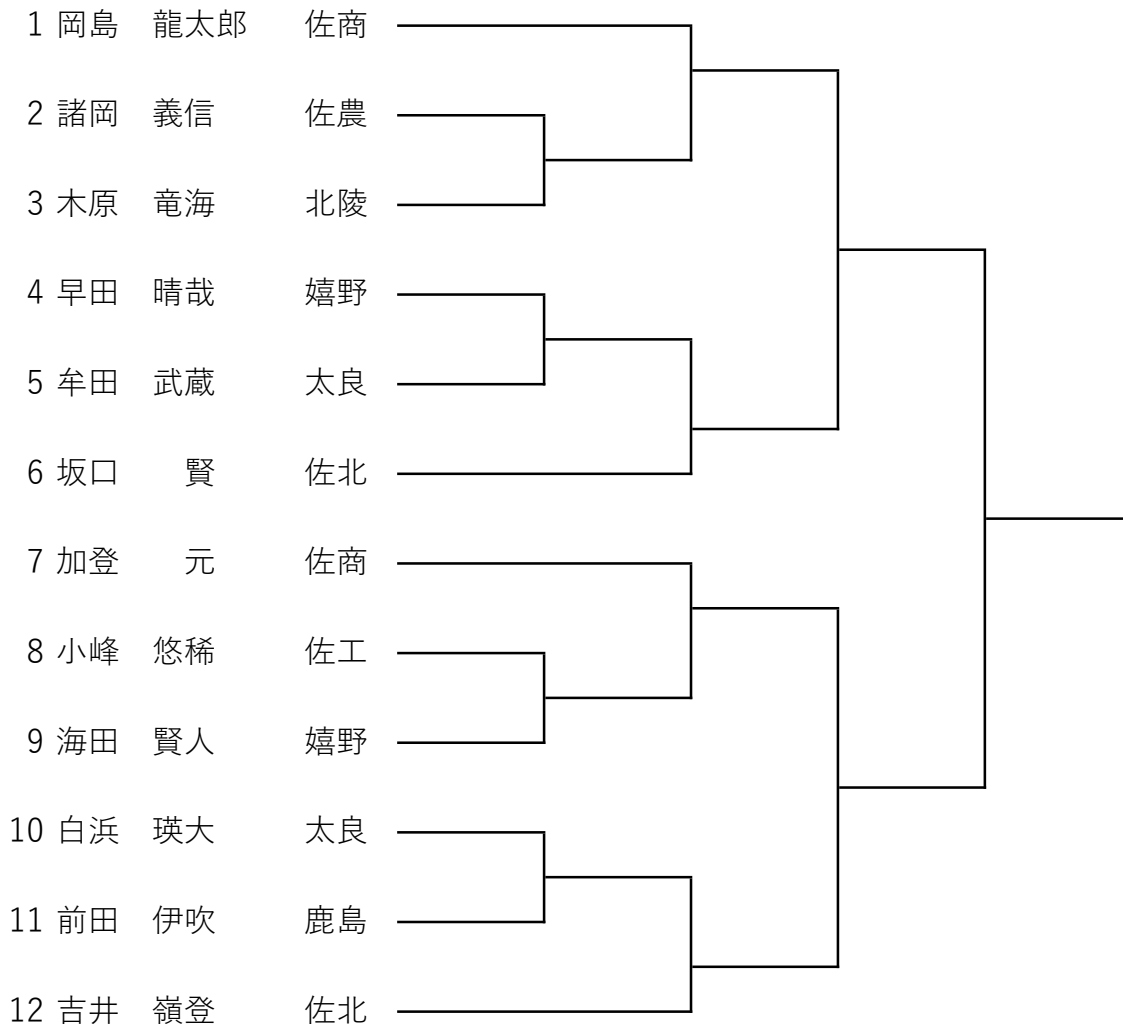 1 岡島 龍太郎 佐商
2 諸岡 義信 佐農
3 木原 竜海 北陵
4 早田 晴哉 嬉野
5 牟田 武蔵 太良
6 坂口 賢 佐北
7 加登 元 佐商
8 小峰 悠稀 佐工
9 海田 賢人 嬉野
10 白浜 瑛大 太良
11 前田 伊吹 鹿島
12 吉井 嶺登 佐北